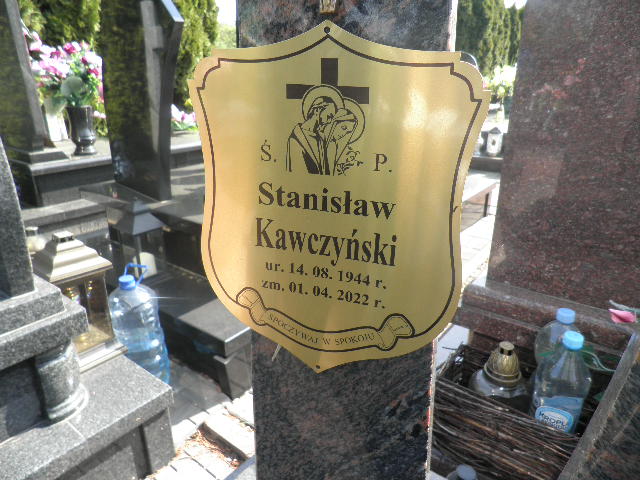 Ś. P.
Stanisław
Kawczyński
ur. 14. 08. 1944 r.
zm. 01. 04. 2022 r.
SPOCZYWAJ W SPOKOJU